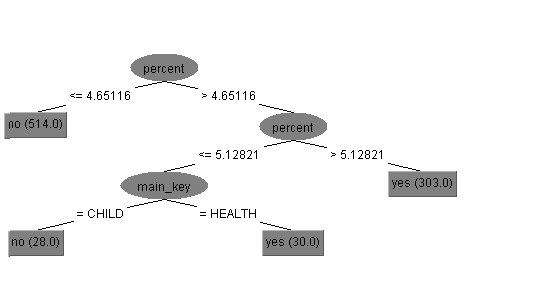 percent
<= 4.65116
> 4.65116
no (514.0)
percent
<= 5.12821
> 5.12821
main_key
yes (303.0)
= CHILD
= HEALTH
no (28.0)
yes (30.0)